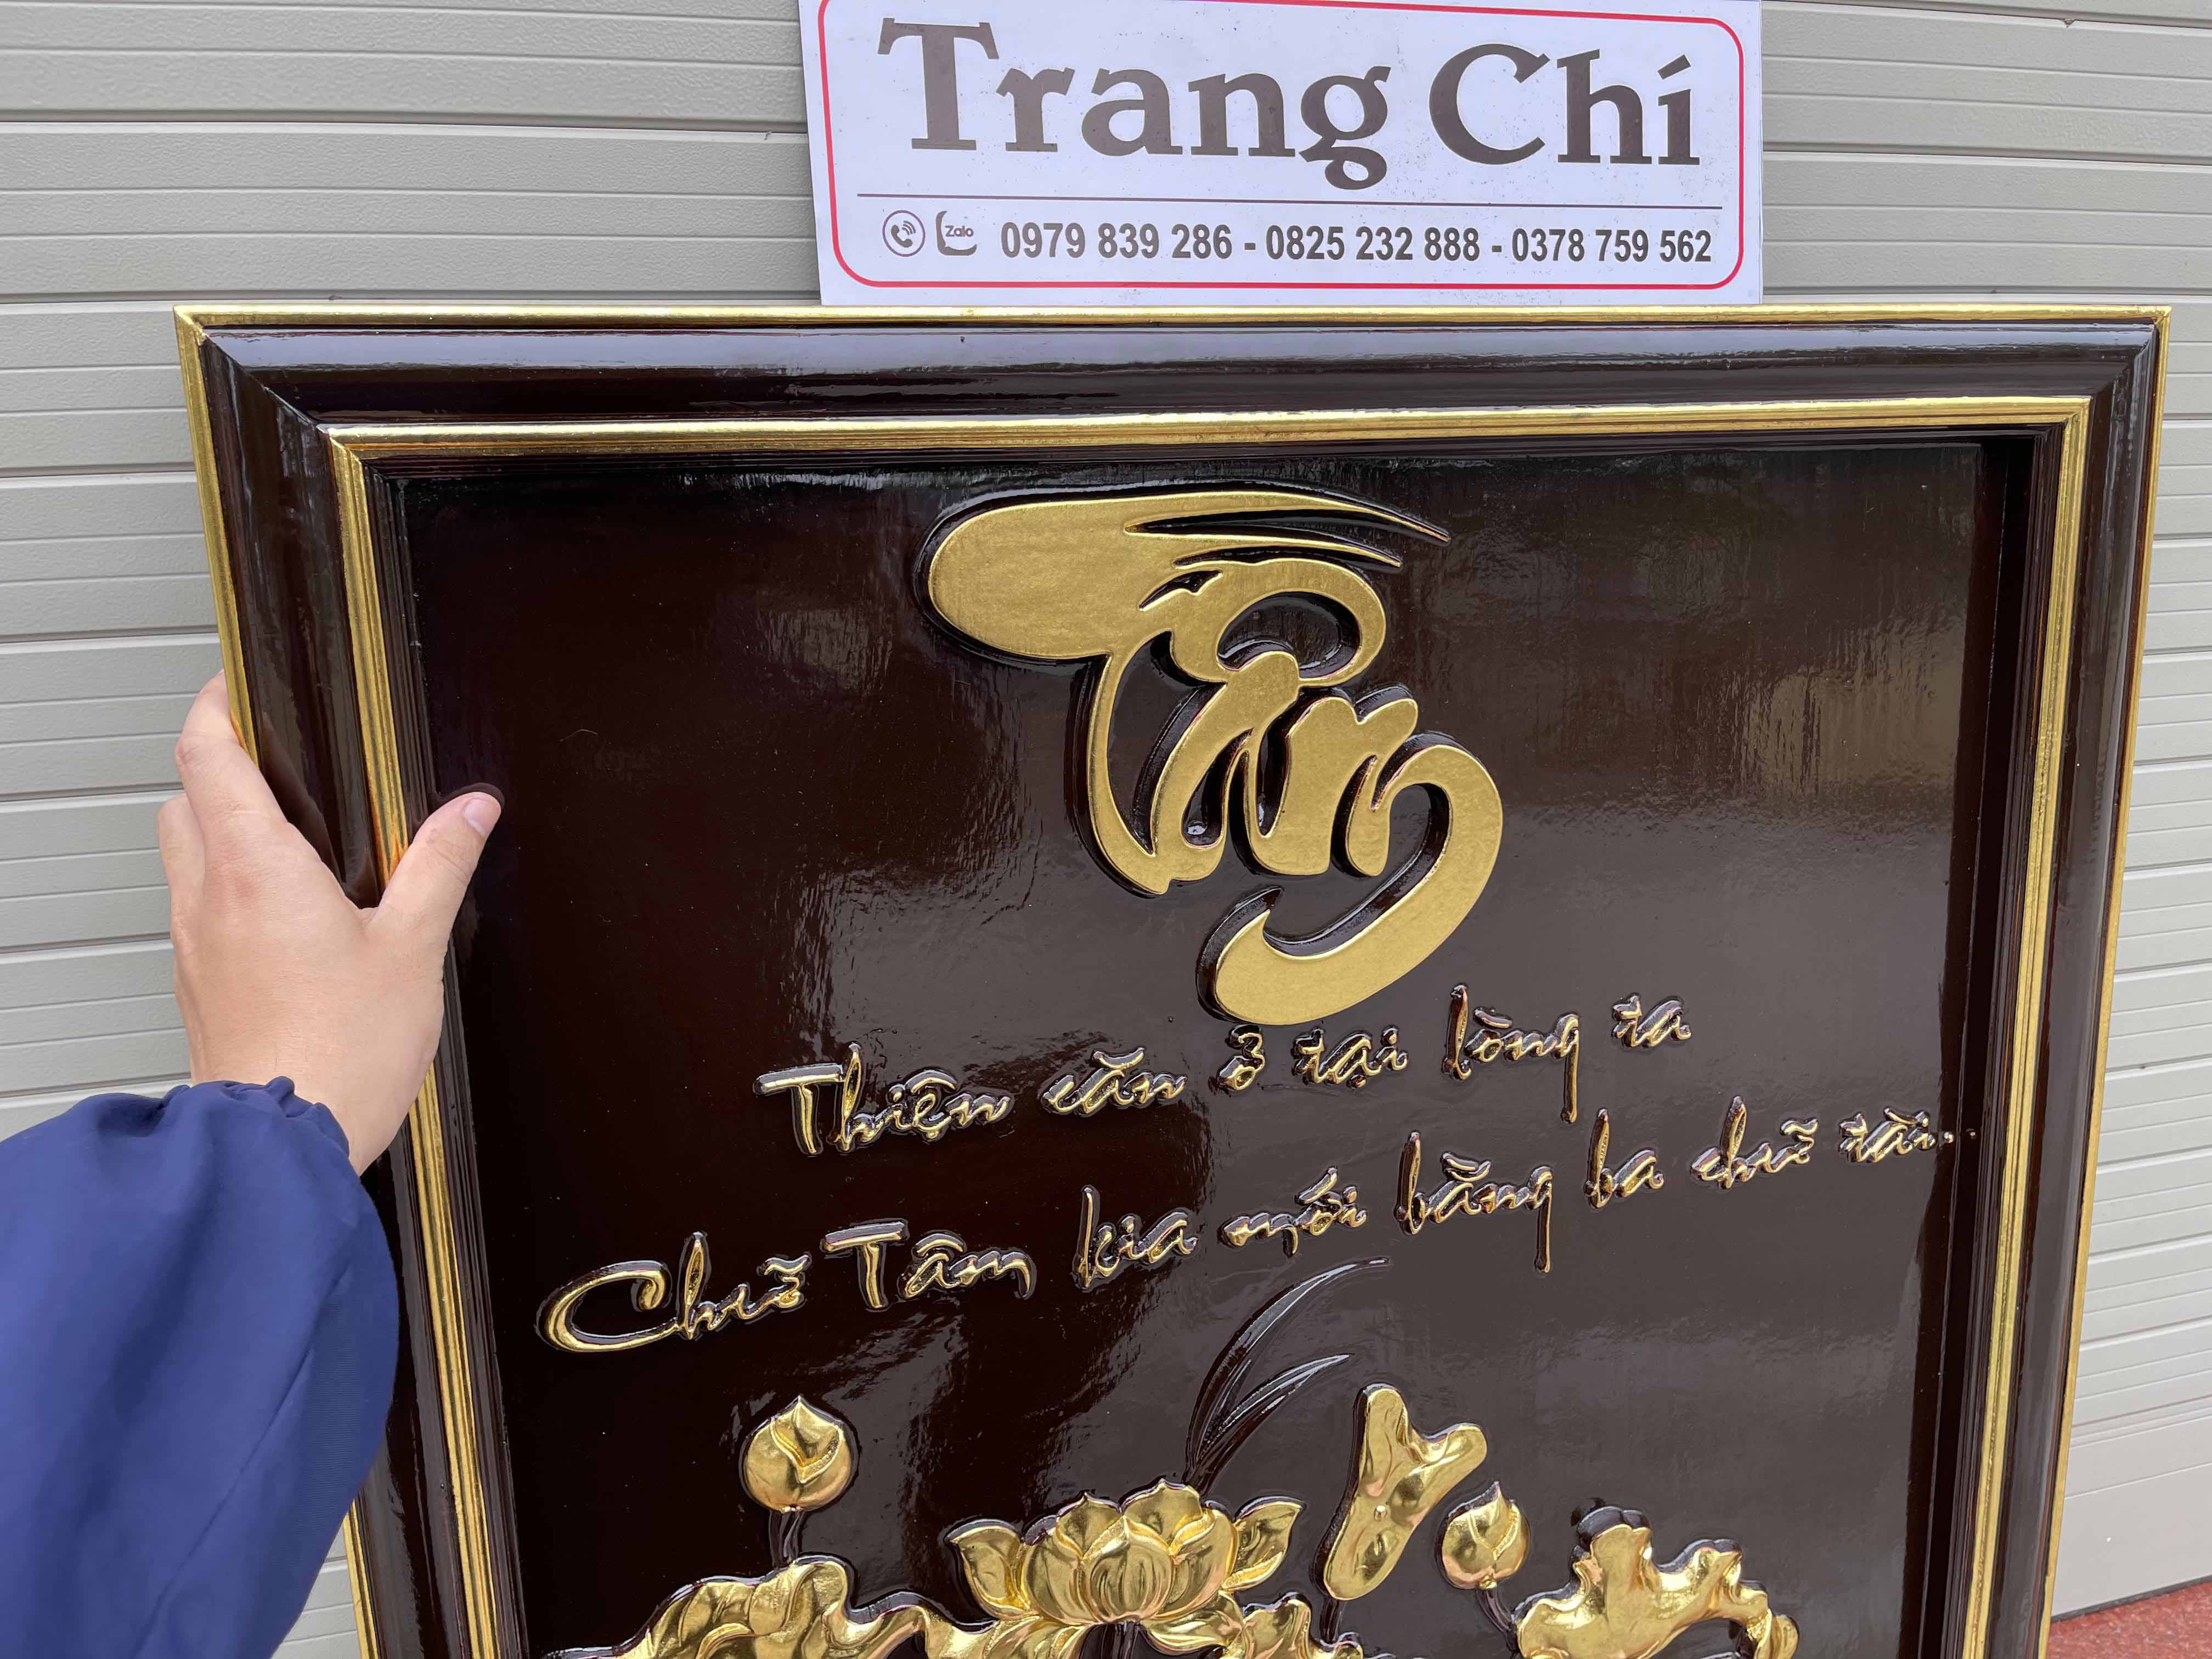 Trang Chí
Zalo 0979 839 286 - 0825 232 888 - 0378 759 562
Tâm
Thiện căn ở tại lòng ta
Chữ Tâm kia mới bằng ba chữ tài..